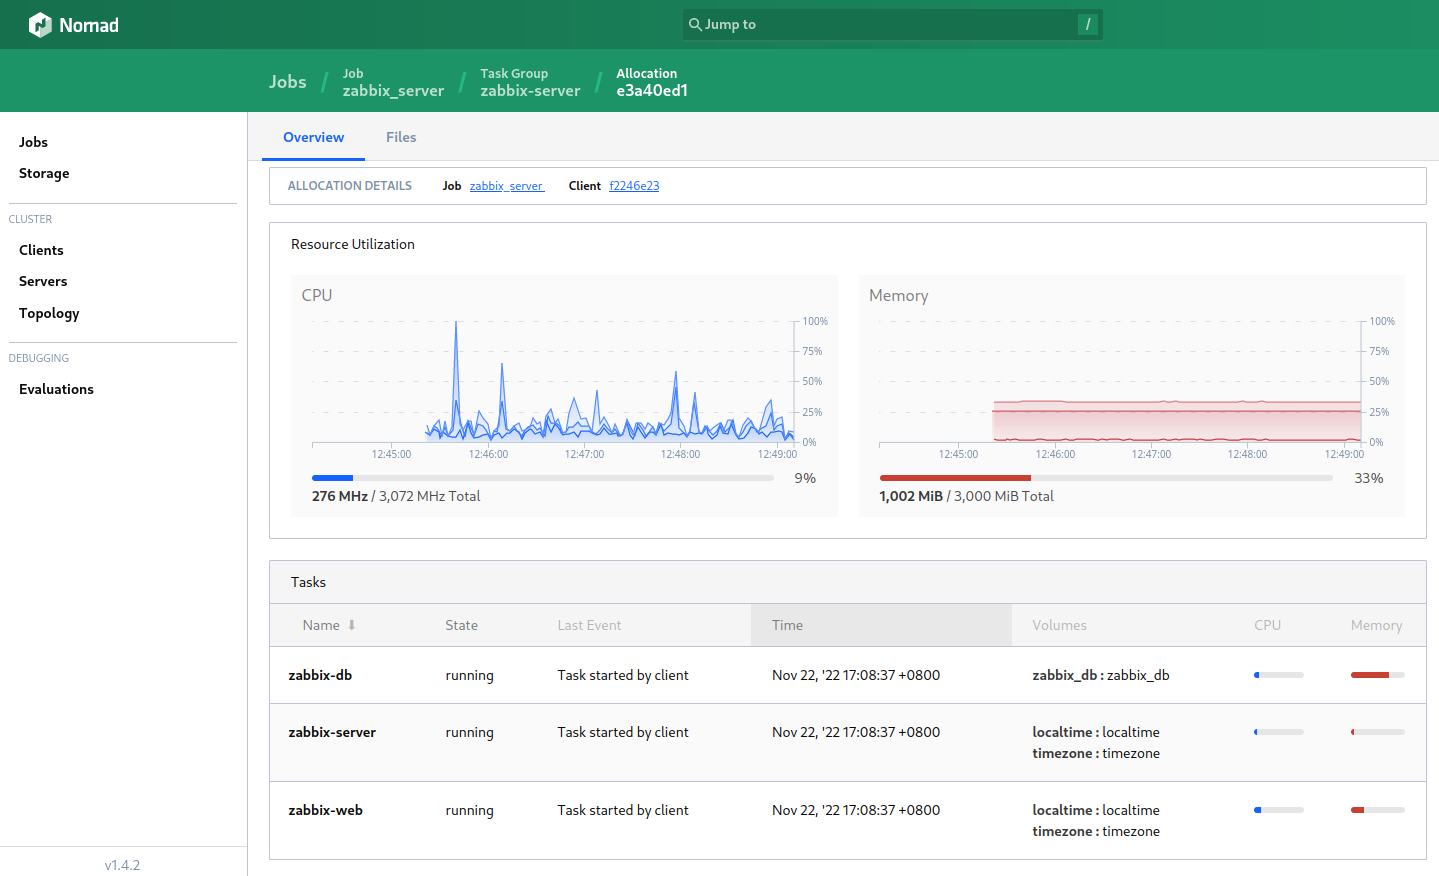 Nomad
Jump to
/
Jobs / Job zabbix_server / Task Group zabbix-server / Allocation e3a40ed1
Jobs
Storage
CLUSTER
Clients
Servers
Topology
DEBUGGING
Evaluations
v1.4.2
Overview Files
ALLOCATION DETAILS Job zabbix_server Client f2246e23
Resource Utilization
CPU
100%
75%
50%
25%
0%
12:45:00 12:46:00 12:47:00 12:48:00 12:49:00
9%
276 MHz / 3,072 MHz Total
Memory
100%
75%
50%
25%
0%
12:45:00 12:46:00 12:47:00 12:48:00 12:49:00
33%
1,002 MiB / 3,000 MiB Total
Tasks
Name State Last Event Time Volumes CPU Memory
zabbix-db running Task started by client Nov 22, '22 17:08:37 +0800 zabbix_db : zabbix_db
zabbix-server running Task started by client Nov 22, '22 17:08:37 +0800 localtime : localtime
timezone : timezone
zabbix-web running Task started by client Nov 22, '22 17:08:37 +0800 localtime : localtime
timezone : timezone